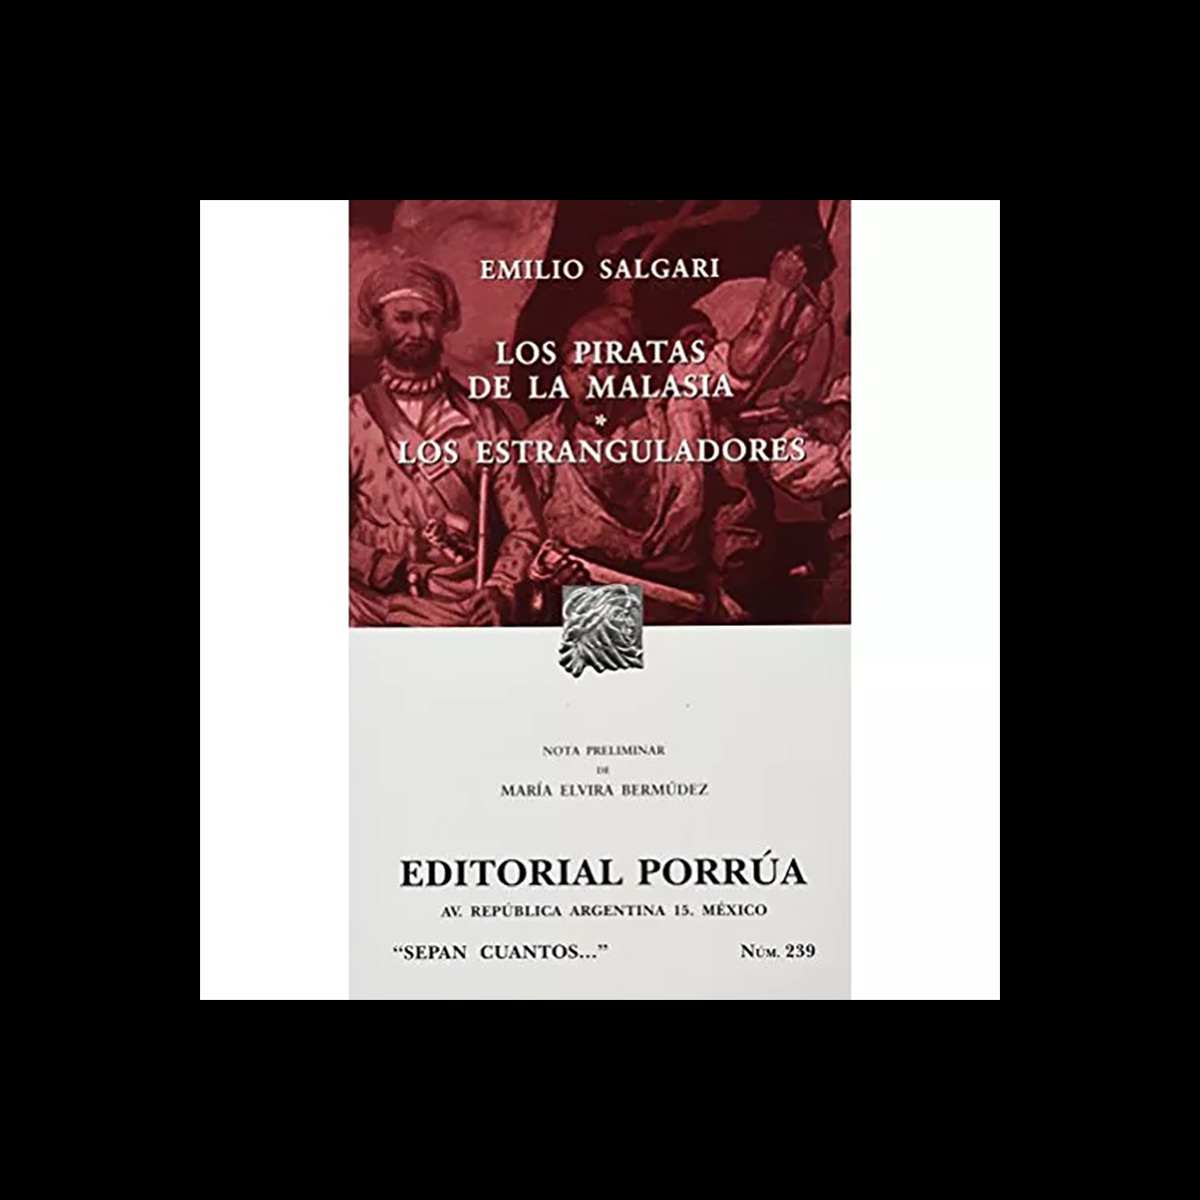 EMILIO SALGARI
LOS PIRATAS
DE LA MALASIA
*
LOS ESTRANGULADORES
NOTA PRELIMINAR
DE
MARÍA ELVIRA BERMÚDEZ
EDITORIAL PORRÚA
AV. REPÚBLICA ARGENTINA 15. MÉXICO
“SEPAN CUANTOS...” NÚM. 239